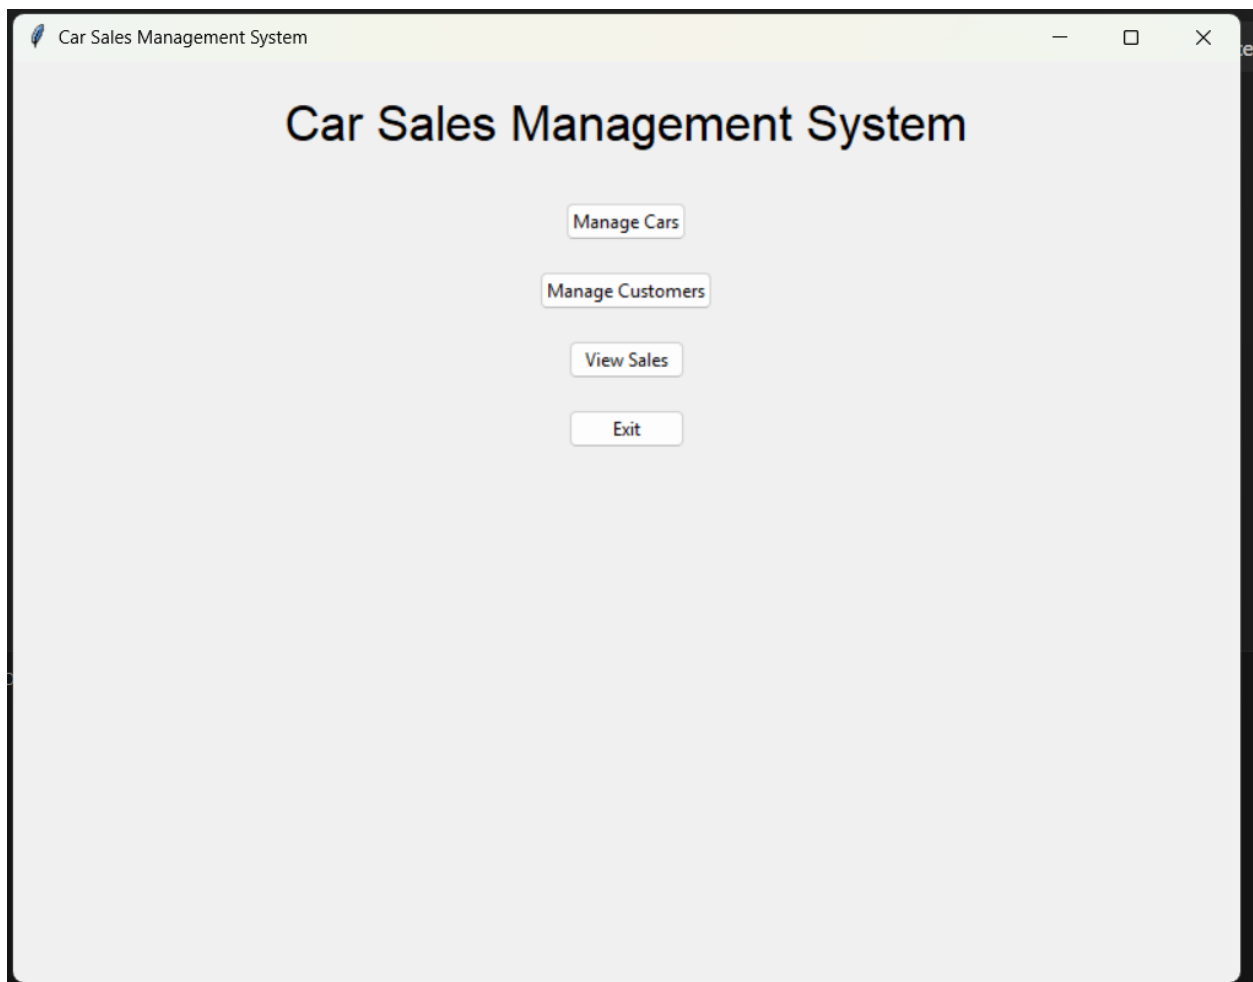 Car Sales Management System
Car Sales Management System
Manage Cars
Manage Customers
View Sales
Exit